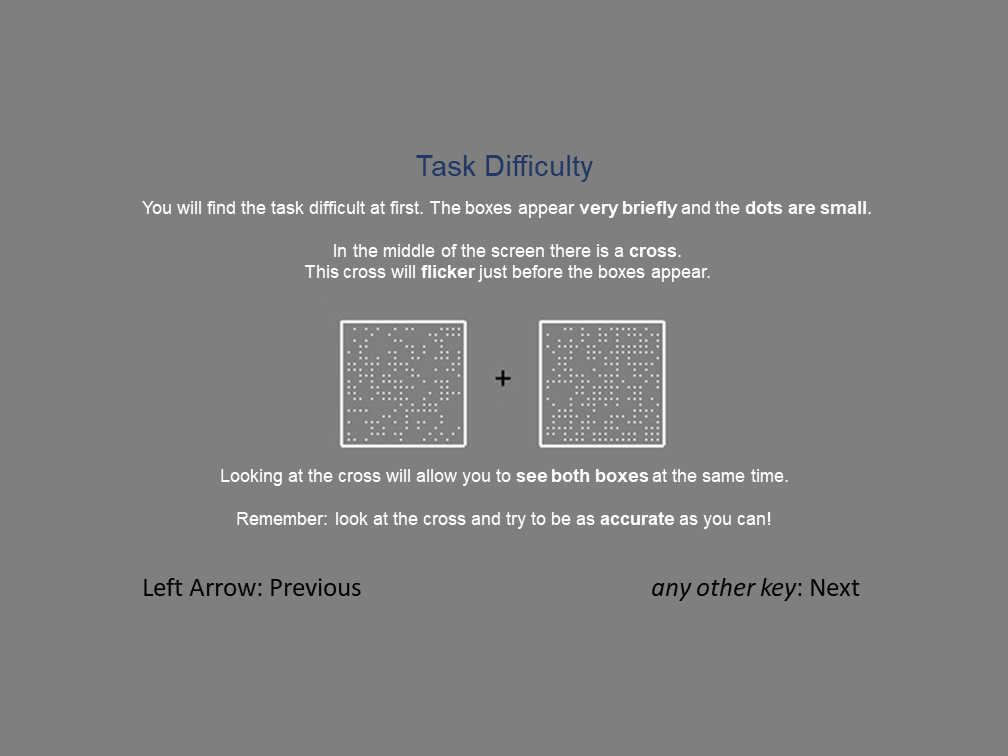 Task Difficulty
You will find the task difficult at first. The boxes appear very briefly and the dots are small.
In the middle of the screen there is a cross.
This cross will flicker just before the boxes appear.
+
Looking at the cross will allow you to see both boxes at the same time.
Remember: look at the cross and try to be as accurate as you can!
Left Arrow: Previous
any other key: Next